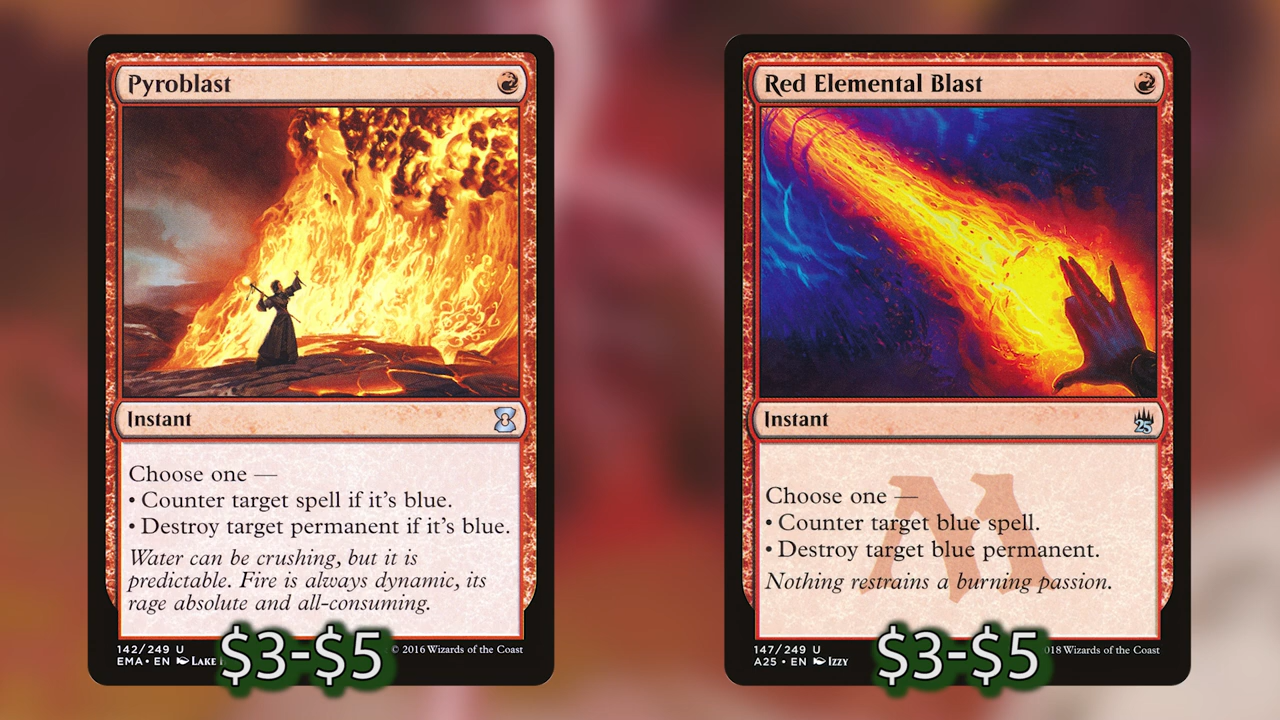 Pyroblast
Instant
Choose one —
• Counter target spell if it's blue.
• Destroy target permanent if it's blue.
Water can be crushing, but it is
predictable. Fire is always dynamic, its
rage absolute and all-consuming.
142/249 U
EMA • EN LAKE
© 2016 Wizards of the Coast
$3-$5
Red Elemental Blast
Instant
25
Choose one —
• Counter target blue spell.
• Destroy target blue permanent.
Nothing restrains a burning passion.
147/249 U
A25 • EN IZZY
018 Wizards of the Coast
$3-$5